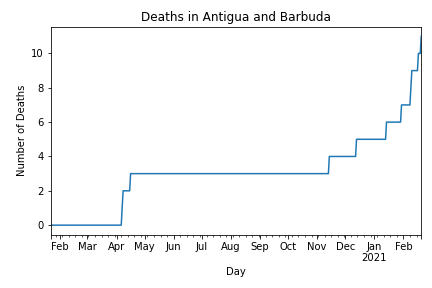 Deaths in Antigua and Barbuda
Number of Deaths
10
8
6
4
2
0
Feb Mar Apr May Jun Jul Aug Sep Oct Nov Dec Jan Feb
2021
Day